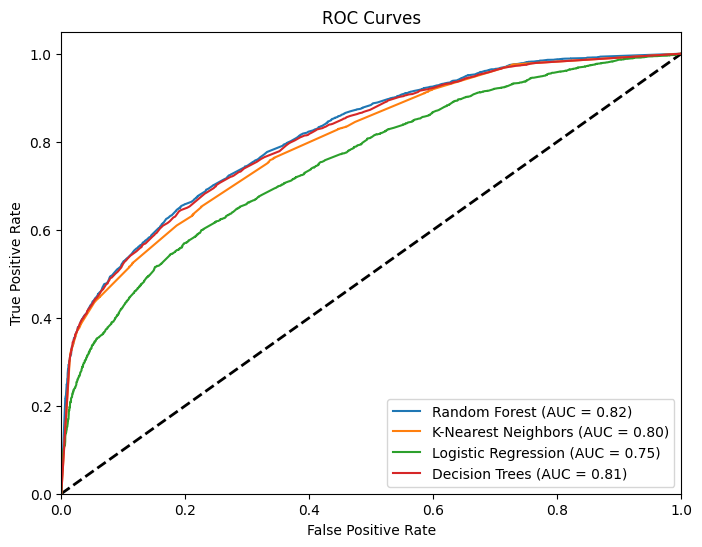 ROC Curves
True Positive Rate
1.0
0.8
0.6
0.4
0.2
0.0
0.0
0.2
0.4
0.6
0.8
1.0
False Positive Rate
Random Forest (AUC = 0.82)
K-Nearest Neighbors (AUC = 0.80)
Logistic Regression (AUC = 0.75)
Decision Trees (AUC = 0.81)